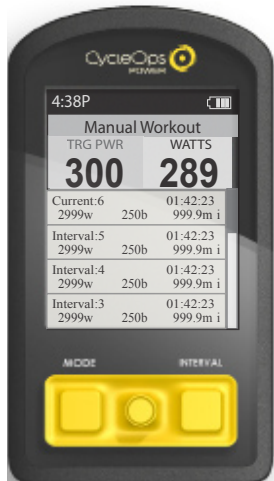 CycleOps
POWER
4:38P
Manual Workout
TRG PWR WATTS
300 289
Current:6 01:42:23
2999w 250b 999.9m i
Interval:5 01:42:23
2999w 250b 999.9m i
Interval:4 01:42:23
2999w 250b 999.9m i
Interval:3 01:42:23
2999w 250b 999.9m i
MODE INTERVAL